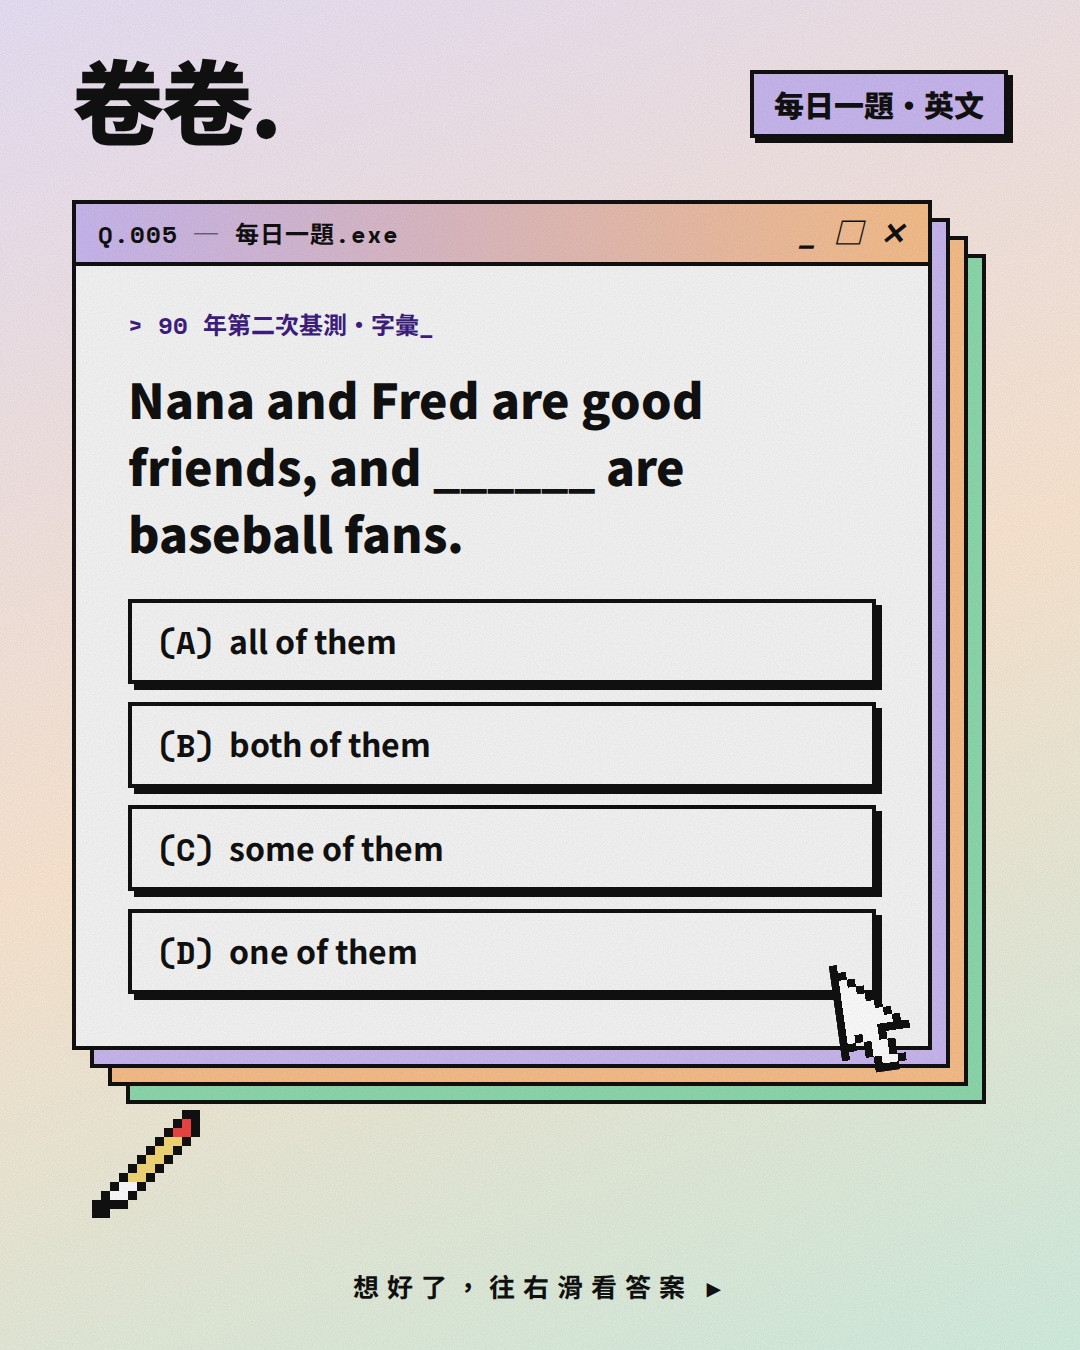 卷卷.
每日一題・英文
Q.005 — 每日一題.exe
_ □ ×
> 90 年第二次基測・字彙_
Nana and Fred are good
friends, and ______ are
baseball fans.
(A) all of them
(B) both of them
(C) some of them
(D) one of them
想好了，往右滑看答案 ▸